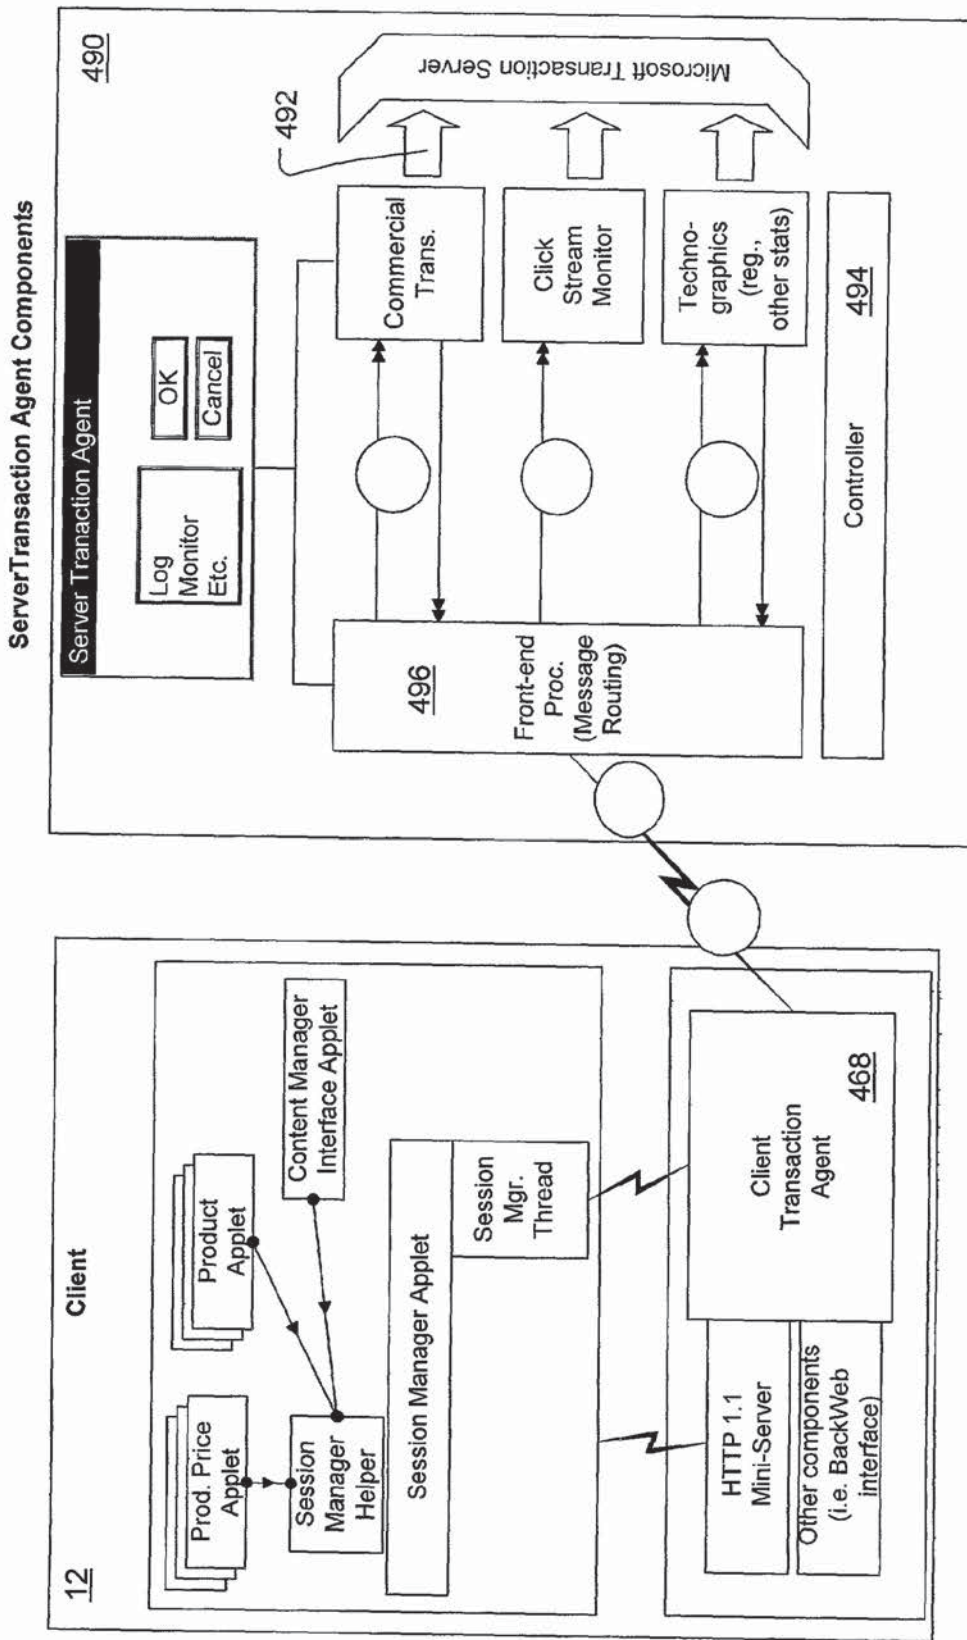 ServerTransaction Agent Components
Client
12
Prod. Price
Applet
Product
Applet
Session
Manager
Helper
Content Manager
Interface Applet
Session Manager Applet
Session
Mgr.
Thread
HTTP 1.1
Mini-Server
Other components
(i.e. BackWeb
interface)
Client
Transaction
Agent
468
490
Server Tranaction Agent
Log
Monitor
Etc.
OK
Cancel
496
Front-end
Proc.
(Message
Routing)
Commercial
Trans.
Click
Stream
Monitor
Techno-
graphics
(reg.,
other stats)
492
Microsoft Transaction Server
Controller
494